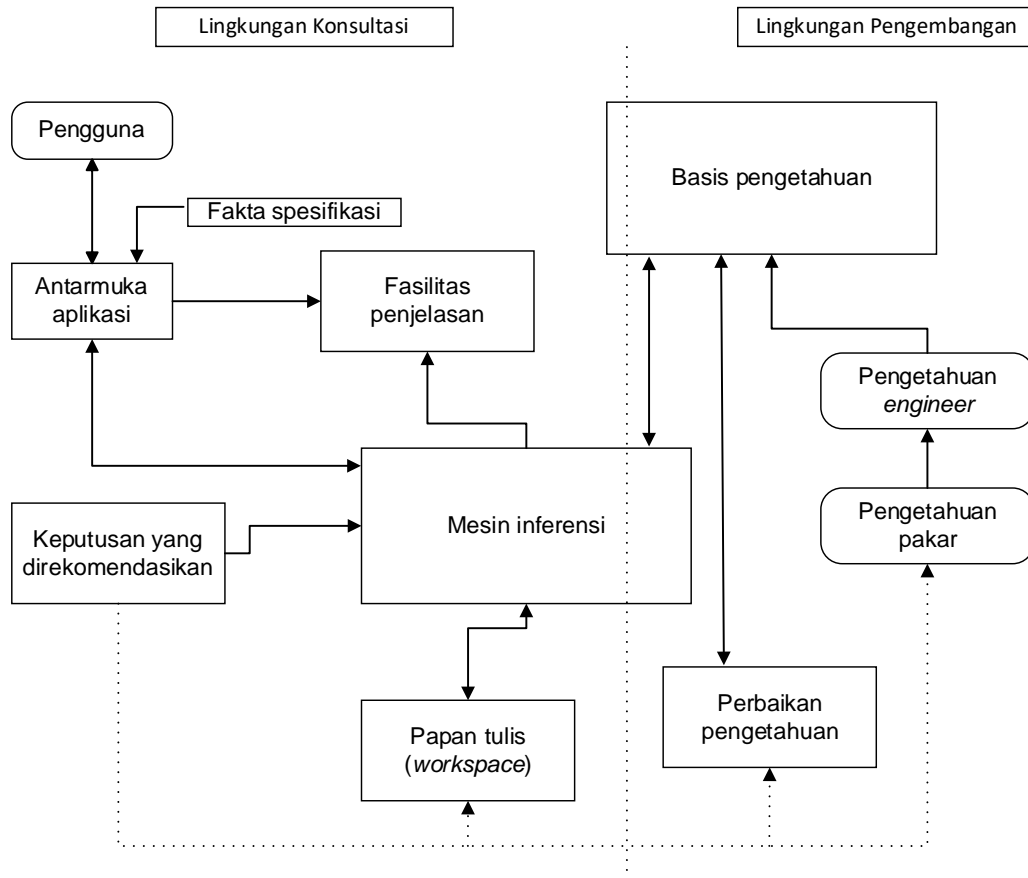 Lingkungan Konsultasi
Lingkungan Pengembangan
Pengguna
Basis pengetahuan
Fakta spesifikasi
Antarmuka
aplikasi
Fasilitas
penjelasan
Pengetahuan
engineer
Keputusan yang
direkomendasikan
Mesin inferensi
Pengetahuan
pakar
Papan tulis
(workspace)
Perbaikan
pengetahuan